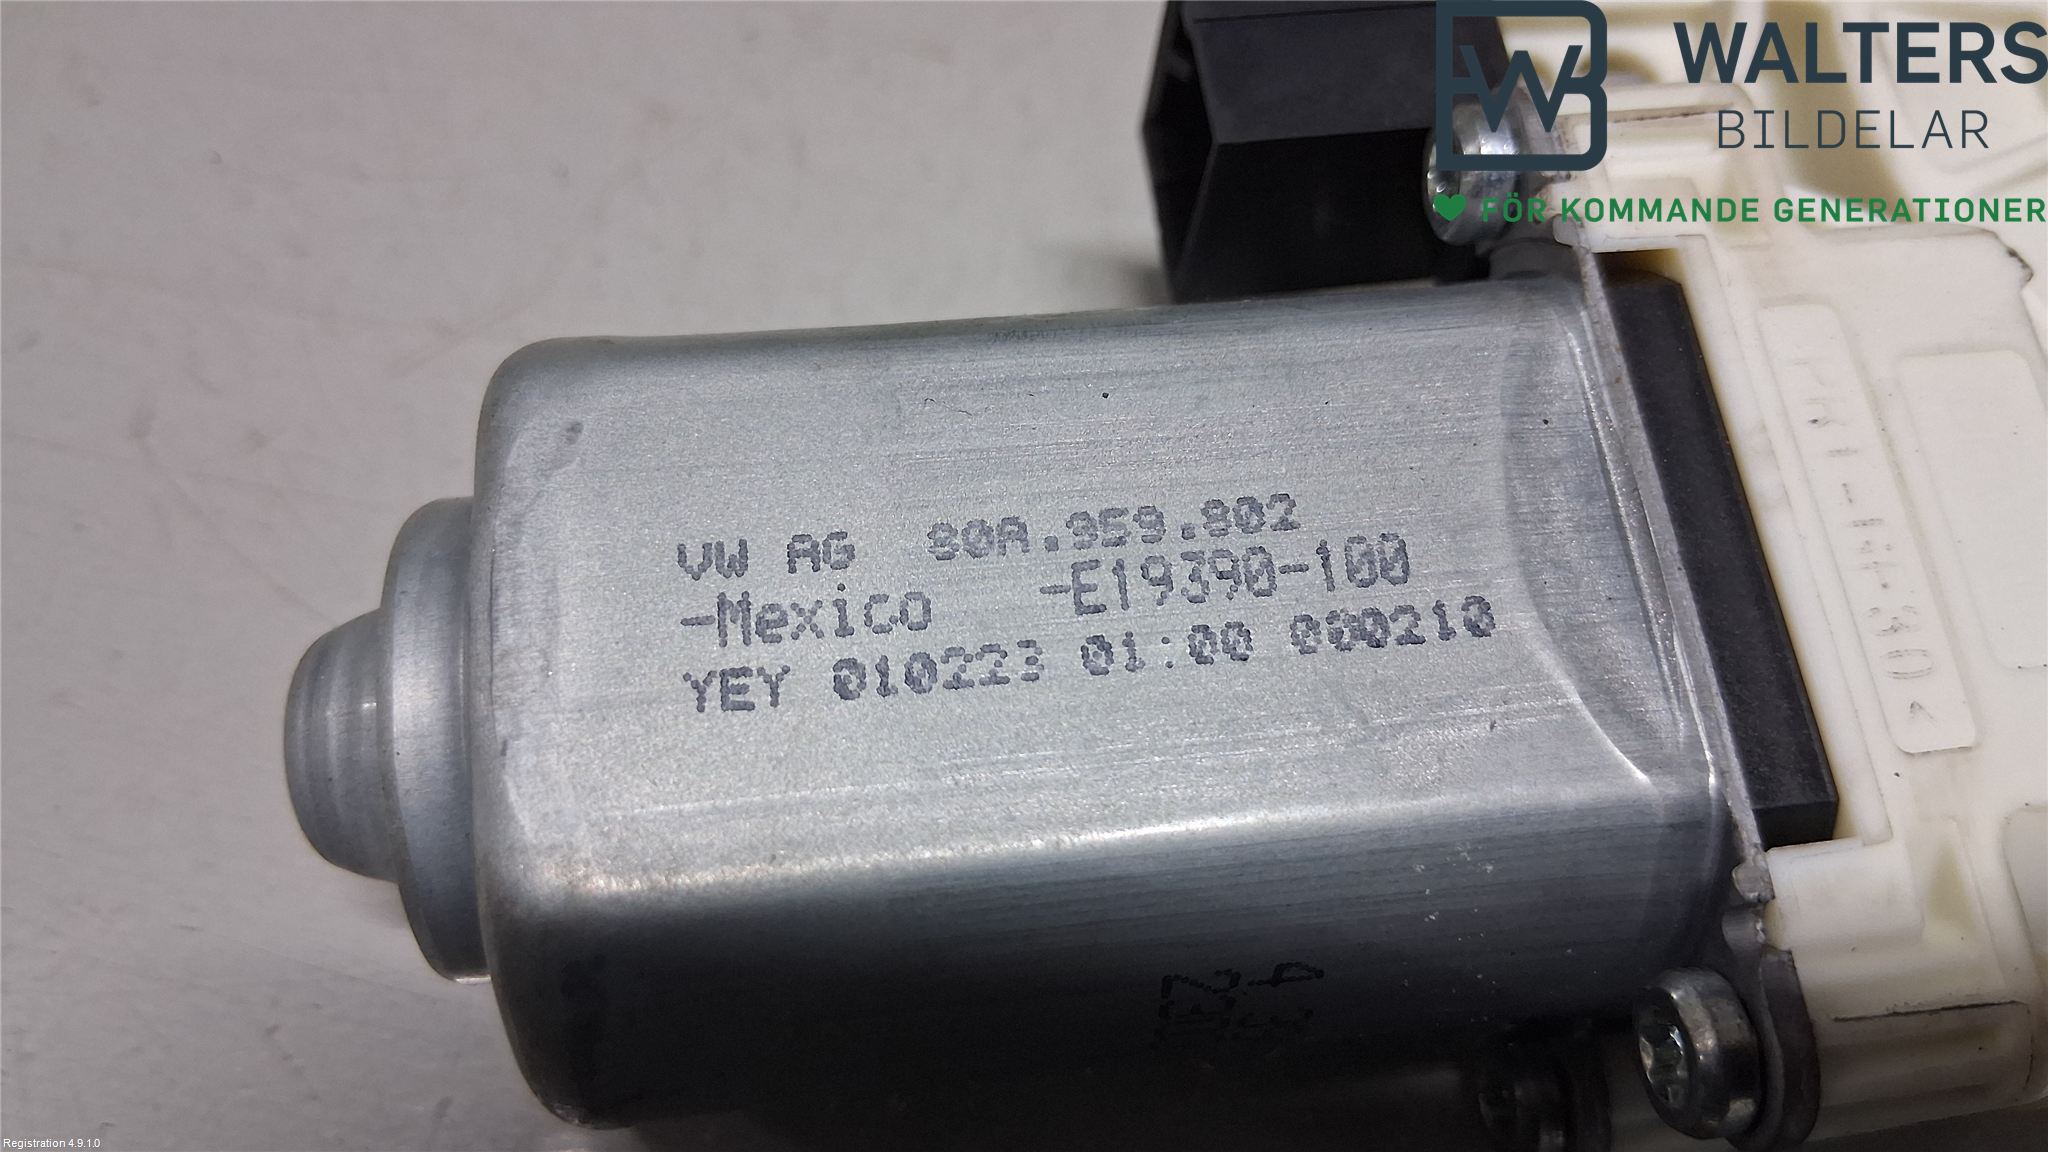 WALTERS
BILDELAR
FÖR KOMMANDE GENERATIONER
VW AG 80A.959.802
-Mexico -E19390-100
YEY 010223 01:00 000210
Registration 4.9.1.0